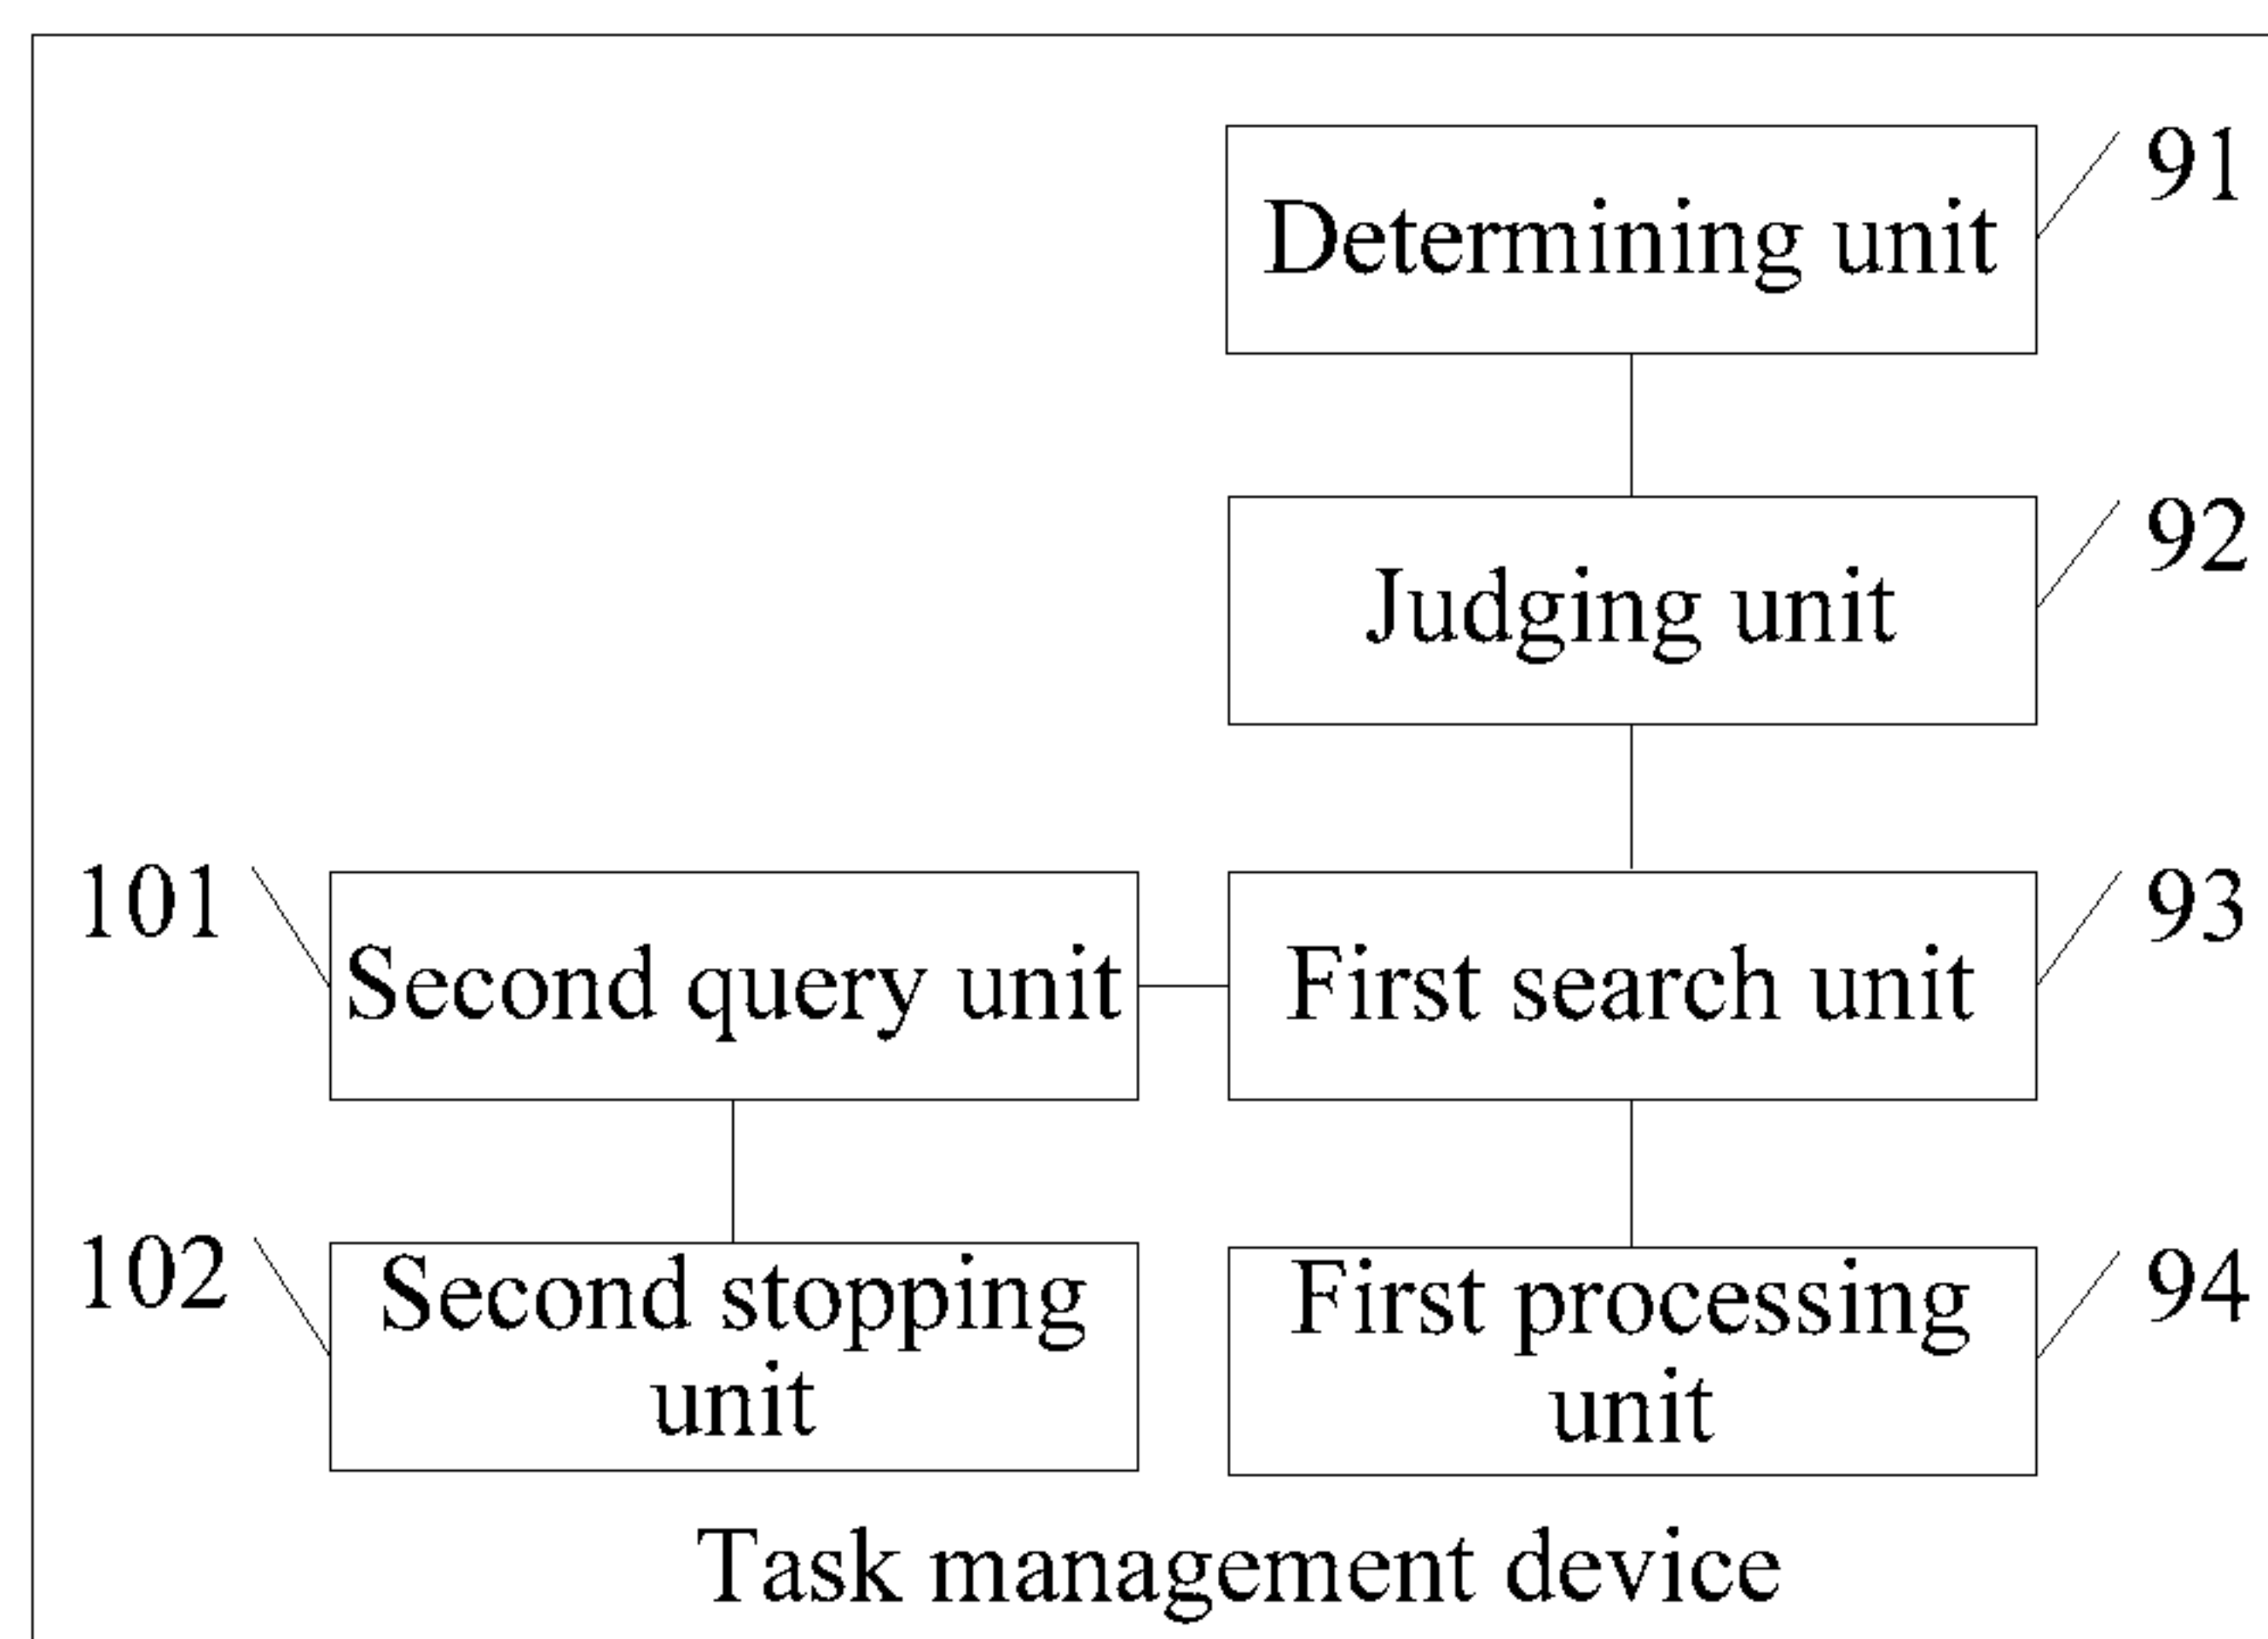 Determining unit
91
Judging unit
92
101
Second query unit
First search unit
93
102
Second stopping
unit
First processing
unit
94
Task management device